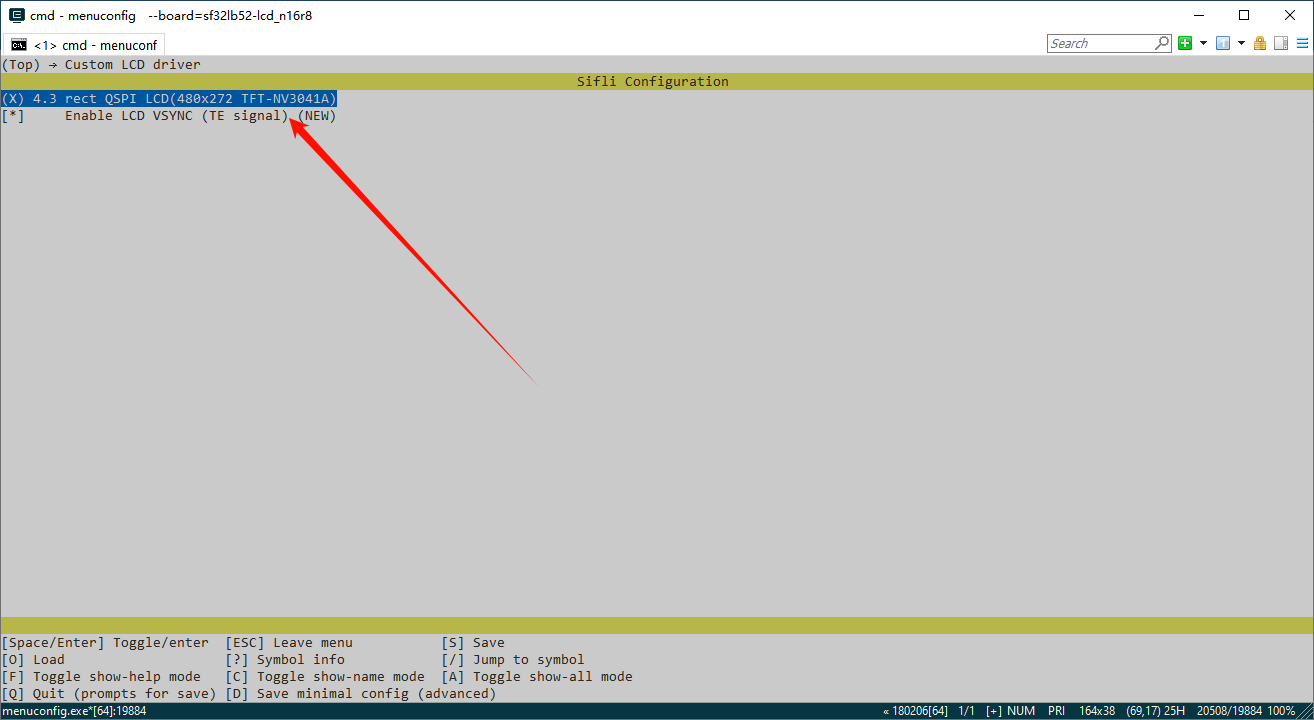 cmd - menuconfig   --board=sf32lb52-lcd_n16r8
<1> cmd - menuconf
Search
(Top) → Custom LCD driver
Sifli Configuration
(X) 4.3 rect QSPI LCD(480x272 TFT-NV3041A)
[*]     Enable LCD VSYNC (TE signal) (NEW)
[Space/Enter] Toggle/enter  [ESC] Leave menu           [S] Save
[O] Load                    [?] Symbol info            [/] Jump to symbol
[F] Toggle show-help mode   [C] Toggle show-name mode  [A] Toggle show-all mode
[Q] Quit (prompts for save) [D] Save minimal config (advanced)
menuconfig.exe*[64]:19884   « 180206[64]   1/1   [+] NUM   PRI   164x38   (69,17) 25H   20508/19884 100%